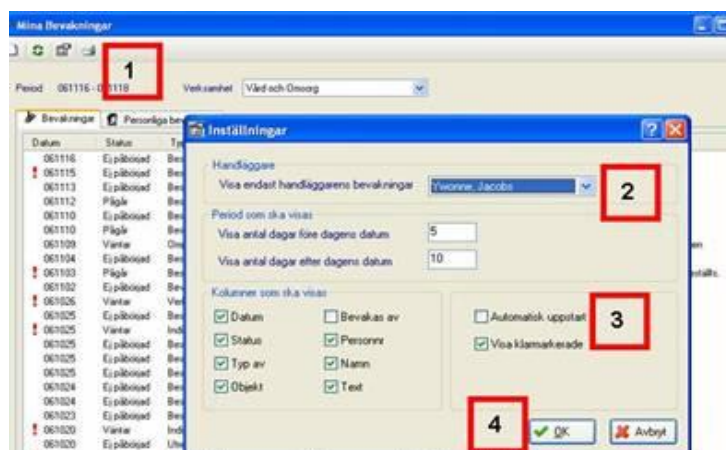 Mina Bevakningar
1
Period 061116 - 061118 Verksamhet Vård och Omsorg
Bevakningar Personliga bev
Datum Status Typ
061116 Ej påbörjad
! 061115 Ej påbörjad
061113 Ej påbörjad
061112 Pågår
061110 Ej påbörjad
061110 Pågår
061109 Väntar
061104 Ej påbörjad
! 061103 Pågår
061102 Ej påbörjad
! 061026 Väntar
061025 Ej påbörjad
! 061025 Väntar
061025 Ej påbörjad
061025 Ej påbörjad
061024 Ej påbörjad
061024 Ej påbörjad
061023 Ej påbörjad
! 061020 Väntar
061020 Ej påbörjad
Inställningar
Handläggare
Visa endast handläggarens bevakningar Ywonne, Jacobs
2
Period som ska visas
Visa antal dagar före dagens datum 5
Visa antal dagar efter dagens datum 10
Kolumner som ska visas
Datum Bevakas av
Status Personnr
Typ av Namn
Objekt Text
Automatisk uppstart
Visa klarmarkerade
3
4
OK Avbryt